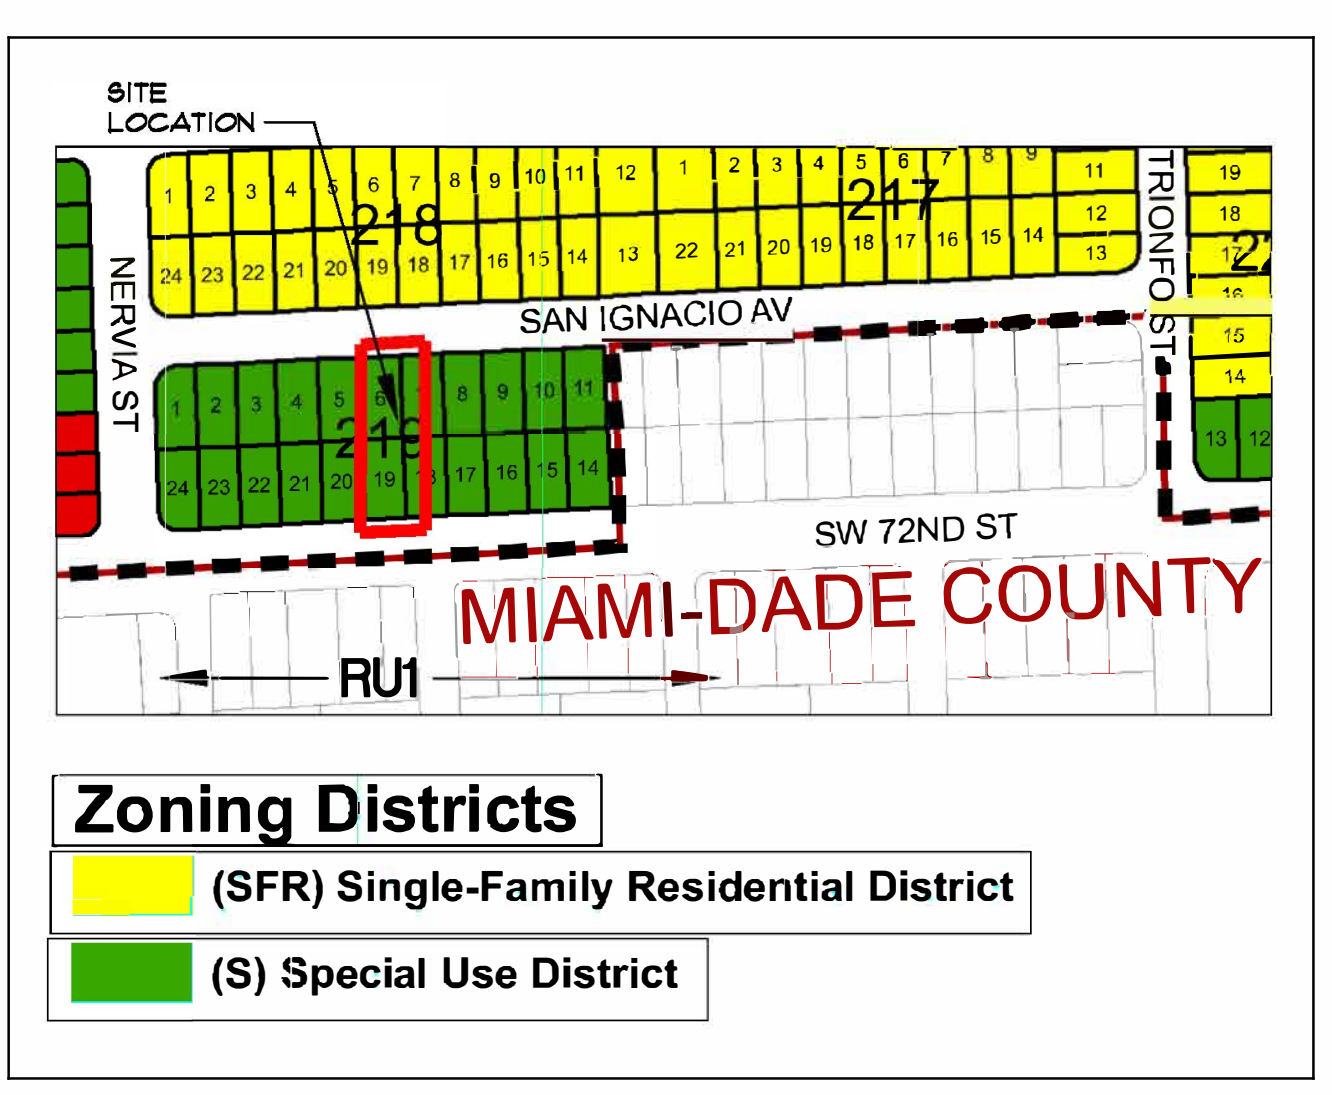 SITE
LOCATION
1 2 3 4 5 6 7 8 9 10 11 12 1 2 3 4 5 6 7 8 9 11
218 217
12
24 23 22 21 20 19 18 17 16 15 14 13 22 21 20 19 18 17 16 15 14 13
TRIONFO ST
19
18
17
16
15
14
13 12
NERVIA ST
SAN IGNACIO AV
1 2 3 4 5 6 8 9 10 11
219
24 23 22 21 20 19 18 17 16 15 14
SW 72ND ST
MIAMI-DADE COUNTY
RU1
Zoning Districts
(SFR) Single-Family Residential District
(S) Special Use District